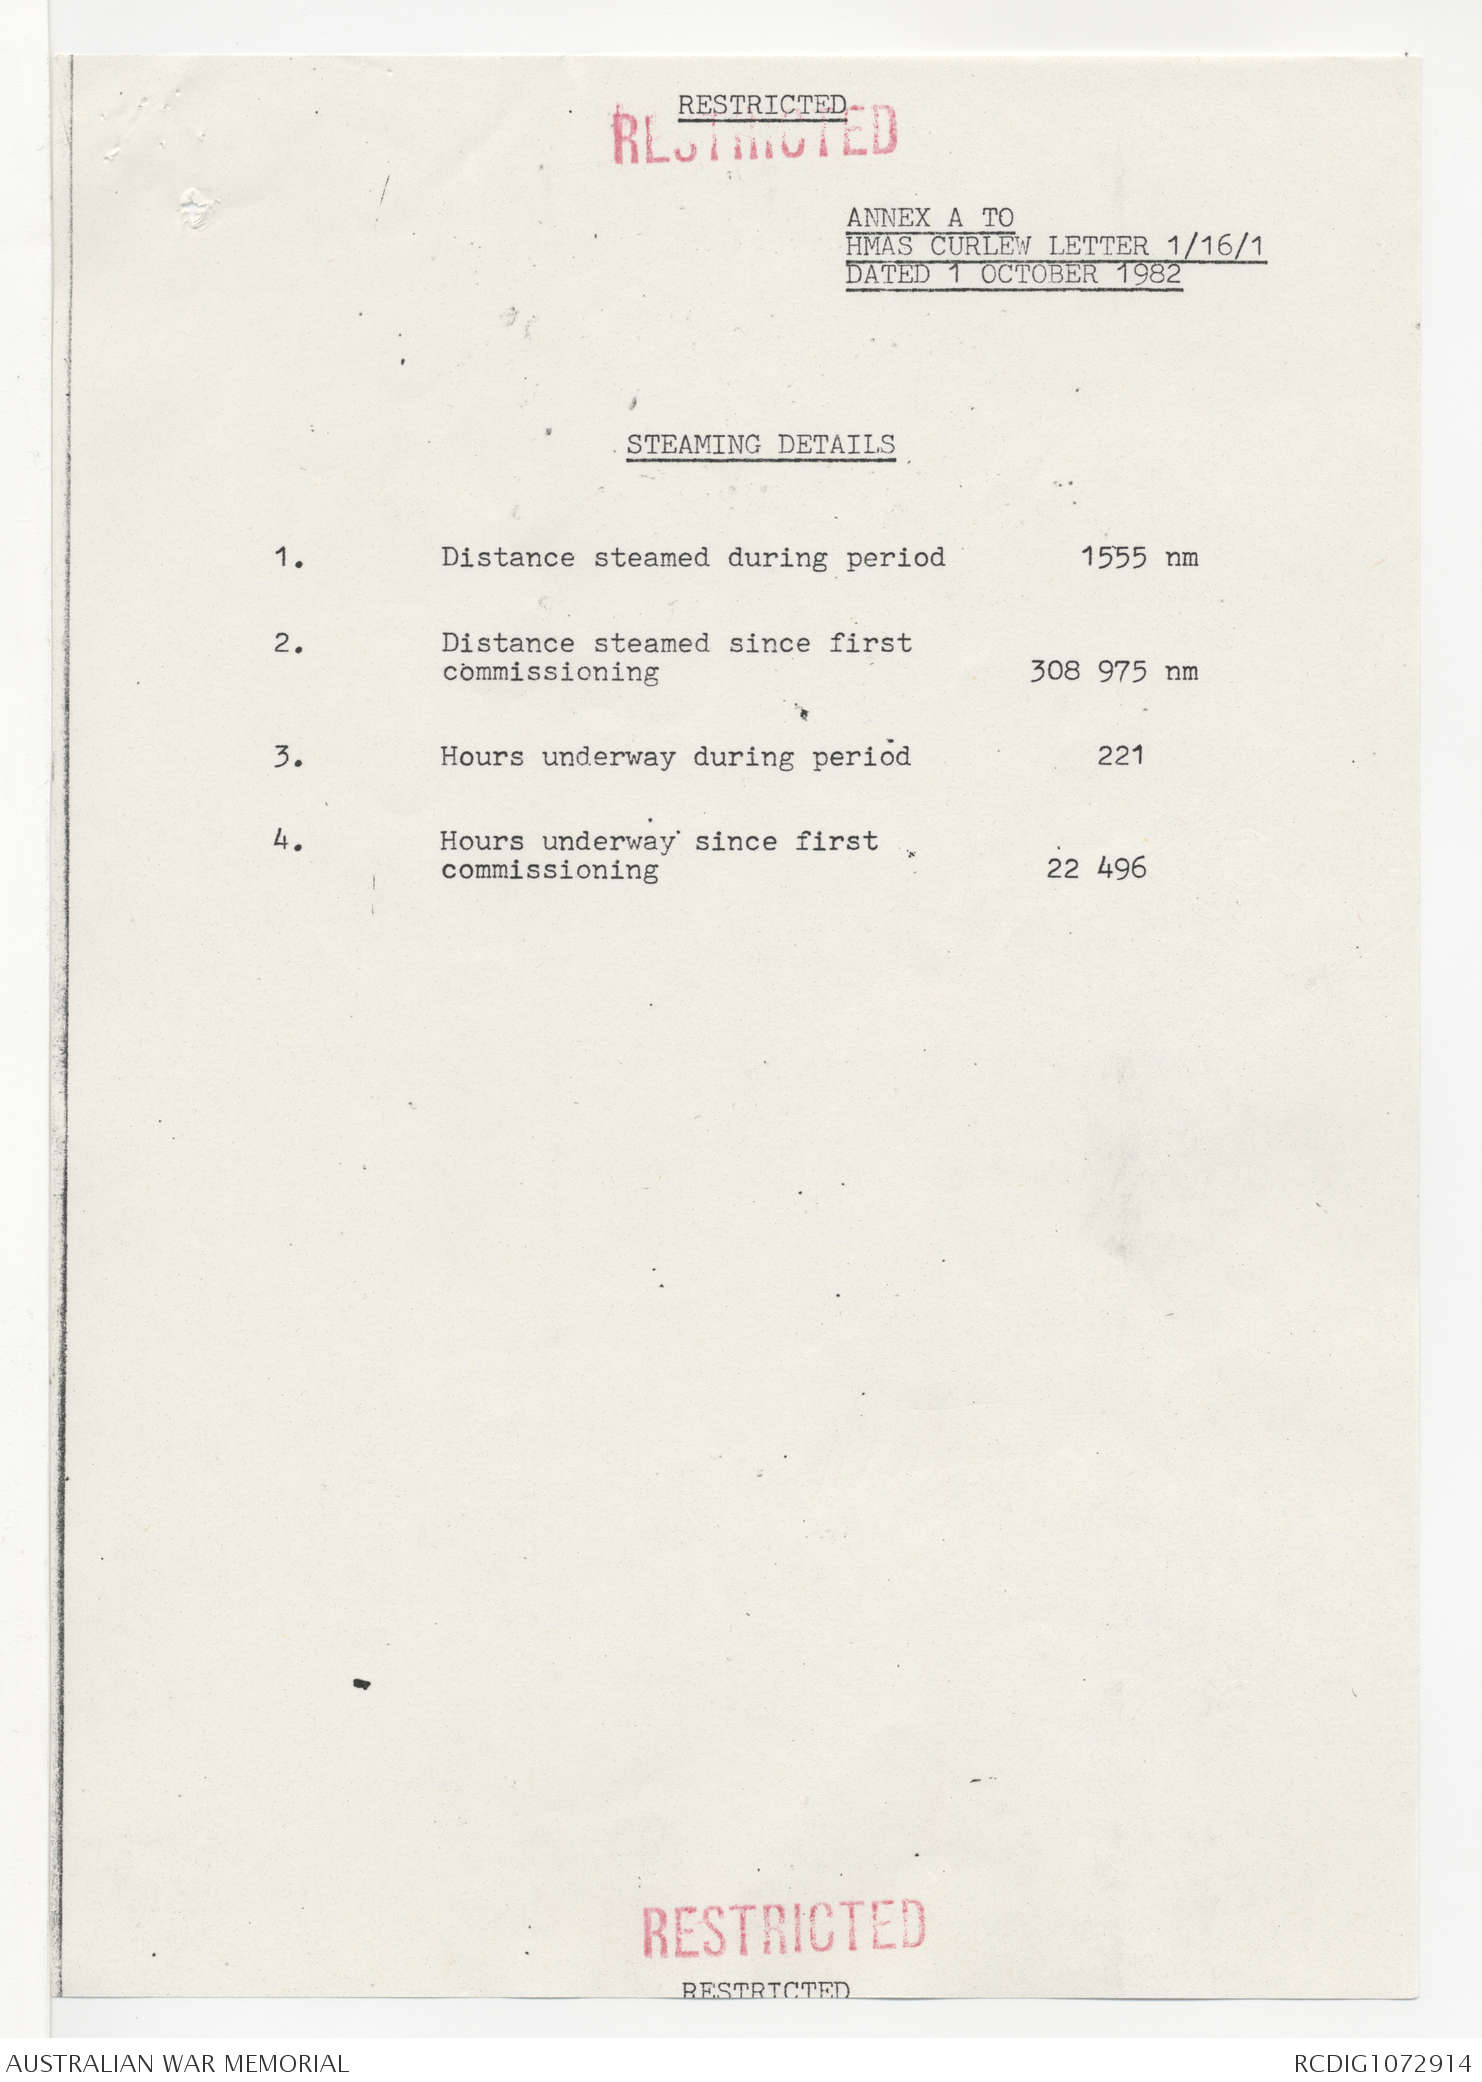 RESTRICTED
RESTRICTED
ANNEX A TO
HMAS CURLEW LETTER 1/16/1
DATED 1 OCTOBER 1982
STEAMING DETAILS
1. Distance steamed during period 1555 nm
2. Distance steamed since first
commissioning 308 975 nm
3. Hours underway during period 221
4. Hours underway since first
commissioning 22 496
RESTRICTED
RESTRICTED
AUSTRALIAN WAR MEMORIAL RCDIG1072914